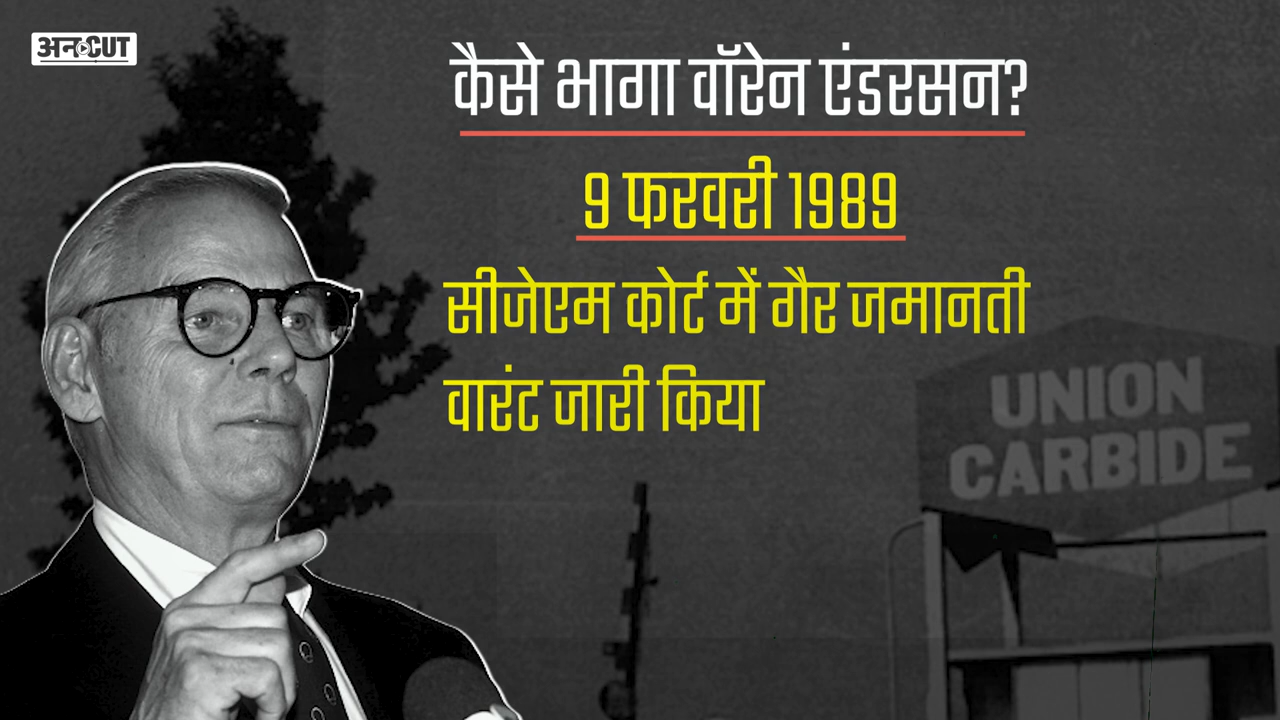 अनCUT
कैसे भागा वॉरेन एंडरसन?
9 फरवरी 1989
सीजेएम कोर्ट में गैर जमानती
वारंट जारी किया
UNION
CARBIDE